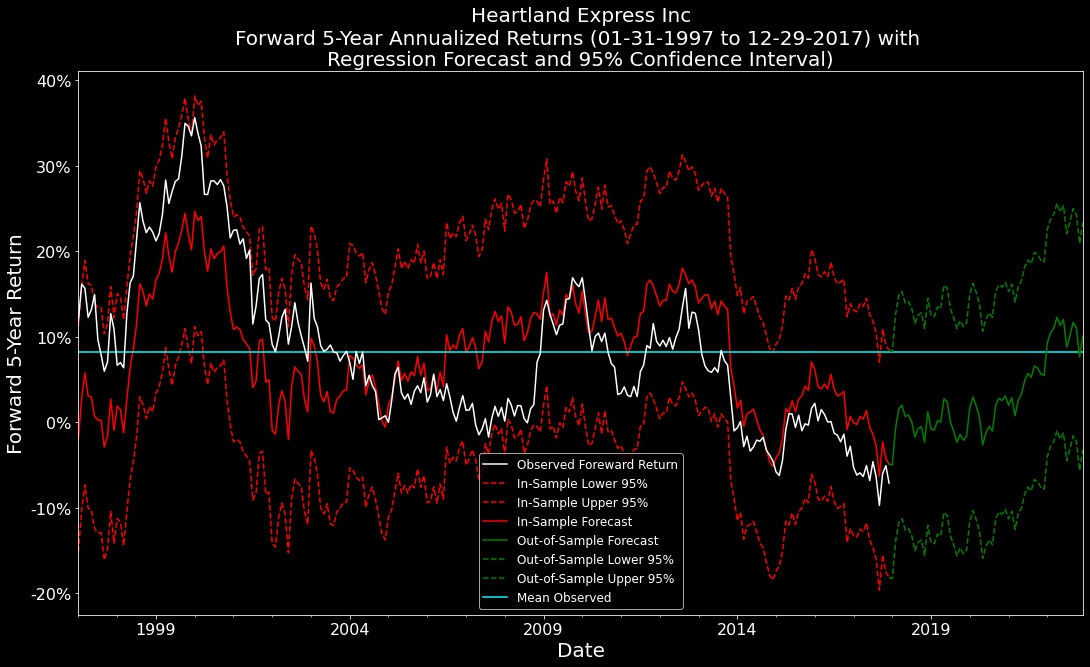 Heartland Express Inc
Forward 5-Year Annualized Returns (01-31-1997 to 12-29-2017) with
Regression Forecast and 95% Confidence Interval)
Forward 5-Year Return
40%
30%
20%
10%
0%
-10%
-20%
Observed Foreward Return
In-Sample Lower 95%
In-Sample Upper 95%
In-Sample Forecast
Out-of-Sample Forecast
Out-of-Sample Lower 95%
Out-of-Sample Upper 95%
Mean Observed
1999
2004
2009
2014
2019
Date